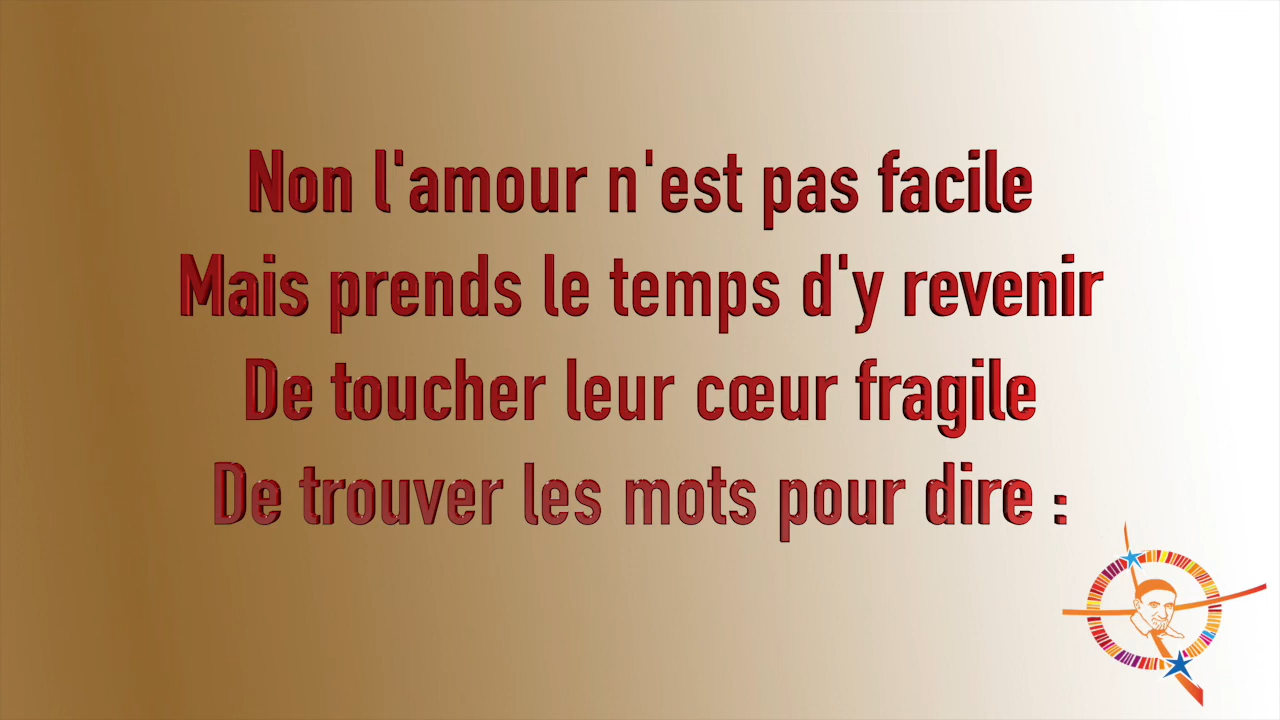 Non l'amour n'est pas facile
Mais prends le temps d'y revenir
De toucher leur cœur fragile
De trouver les mots pour dire :